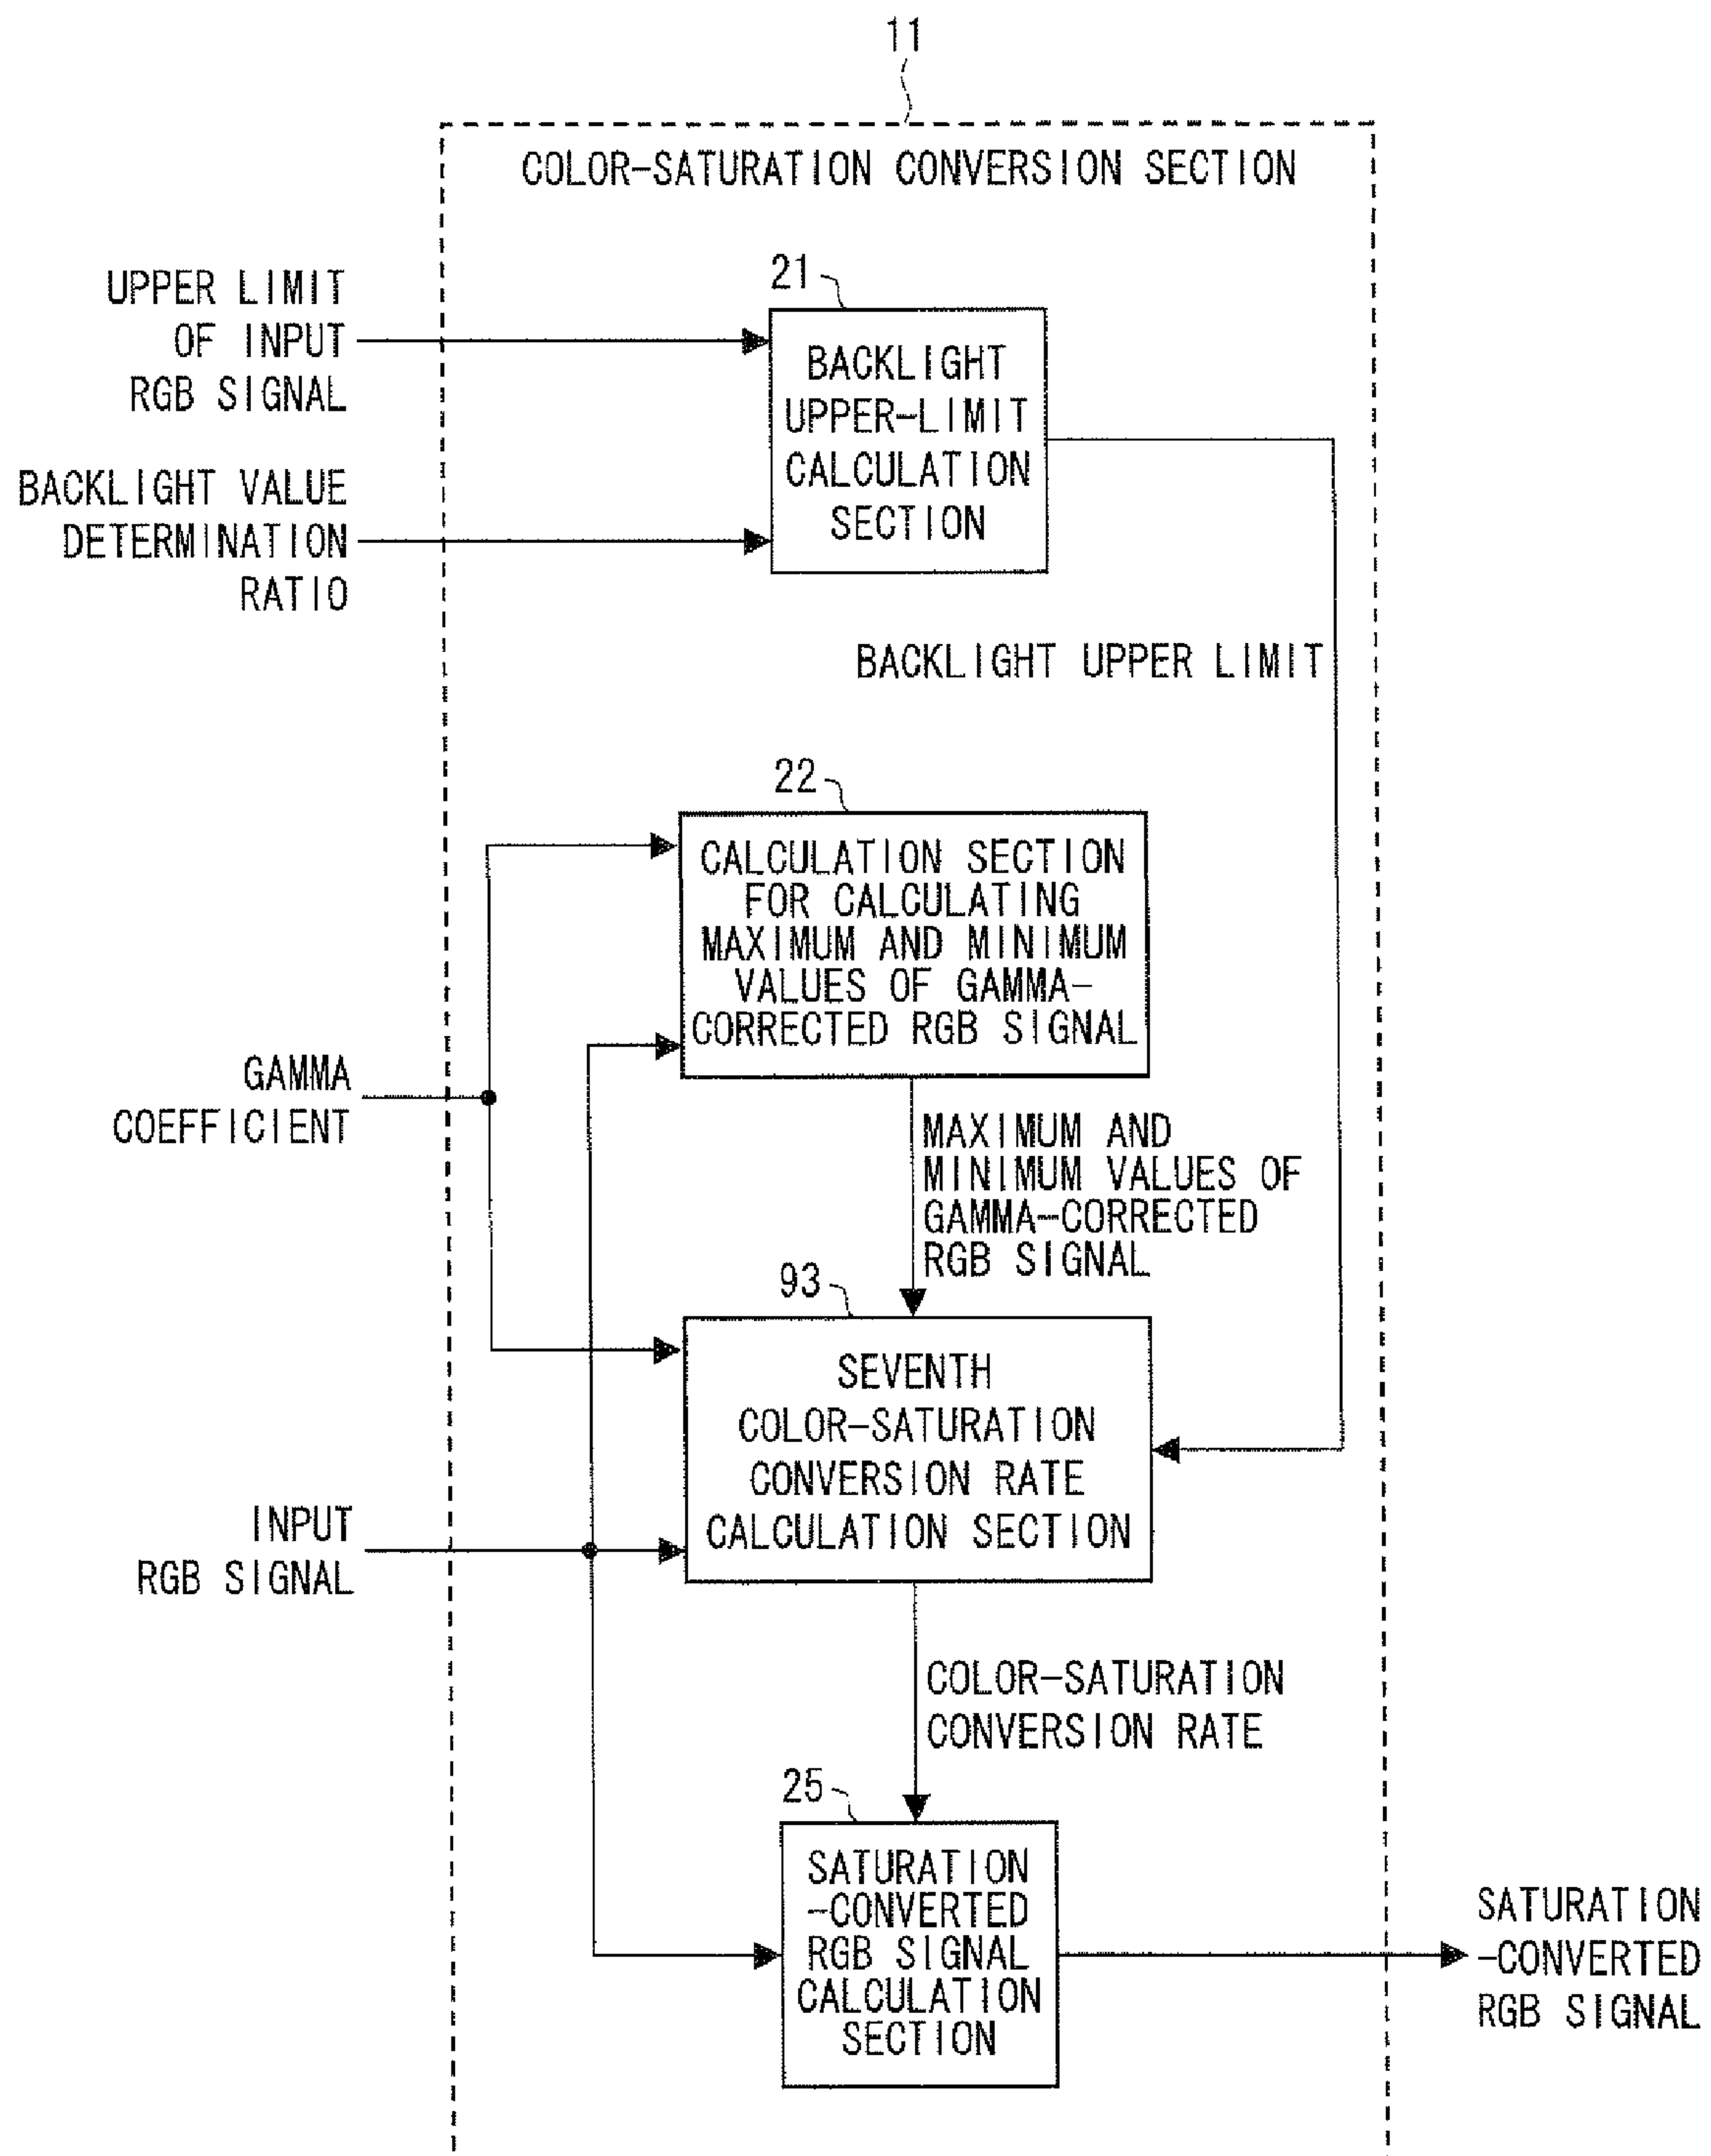 11
COLOR-SATURATION CONVERSION SECTION
UPPER LIMIT
OF INPUT
RGB SIGNAL
BACKLIGHT VALUE
DETERMINATION
RATIO
21
BACKLIGHT
UPPER-LIMIT
CALCULATION
SECTION
BACKLIGHT UPPER LIMIT
22
CALCULATION SECTION
FOR CALCULATING
MAXIMUM AND MINIMUM
VALUES OF GAMMA-
CORRECTED RGB SIGNAL
GAMMA
COEFFICIENT
MAXIMUM AND
MINIMUM VALUES OF
GAMMA-CORRECTED
RGB SIGNAL
93
SEVENTH
COLOR-SATURATION
CONVERSION RATE
CALCULATION SECTION
INPUT
RGB SIGNAL
COLOR-SATURATION
CONVERSION RATE
25
SATURATION
-CONVERTED
RGB SIGNAL
CALCULATION
SECTION
SATURATION
-CONVERTED
RGB SIGNAL